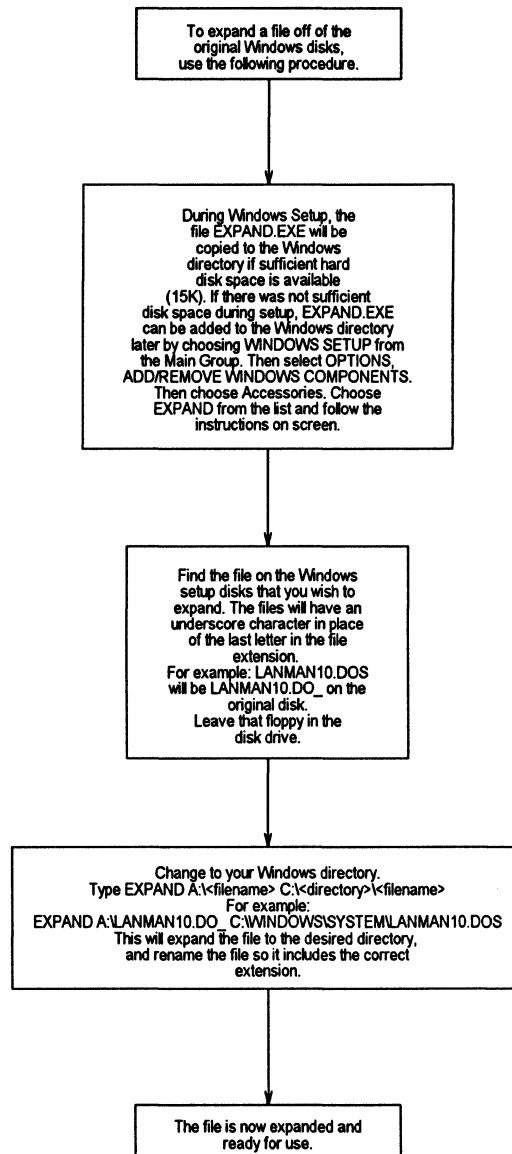 To expand a file off of the
original Windows disks,
use the following procedure.
During Windows Setup, the
file EXPAND.EXE will be
copied to the Windows
directory if sufficient hard
disk space is available
(15K). If there was not sufficient
disk space during setup, EXPAND.EXE
can be added to the Windows directory
later by choosing WINDOWS SETUP from
the Main Group. Then select OPTIONS,
ADD/REMOVE WINDOWS COMPONENTS.
Then choose Accessories. Choose
EXPAND from the list and follow the
instructions on screen.
Find the file on the Windows
setup disks that you wish to
expand. The files will have an
underscore character in place
of the last letter in the file
extension.
For example: LANMAN10.DOS
will be LANMAN10.DO_ on the
original disk.
Leave that floppy in the
disk drive.
Change to your Windows directory.
Type EXPAND A:\<filename> C:\<directory>\<filename>
For example:
EXPAND A:\LANMAN10.DO_ C:\WINDOWS\SYSTEM\LANMAN10.DOS
This will expand the file to the desired directory,
and rename the file so it includes the correct
extension.
The file is now expanded and
ready for use.